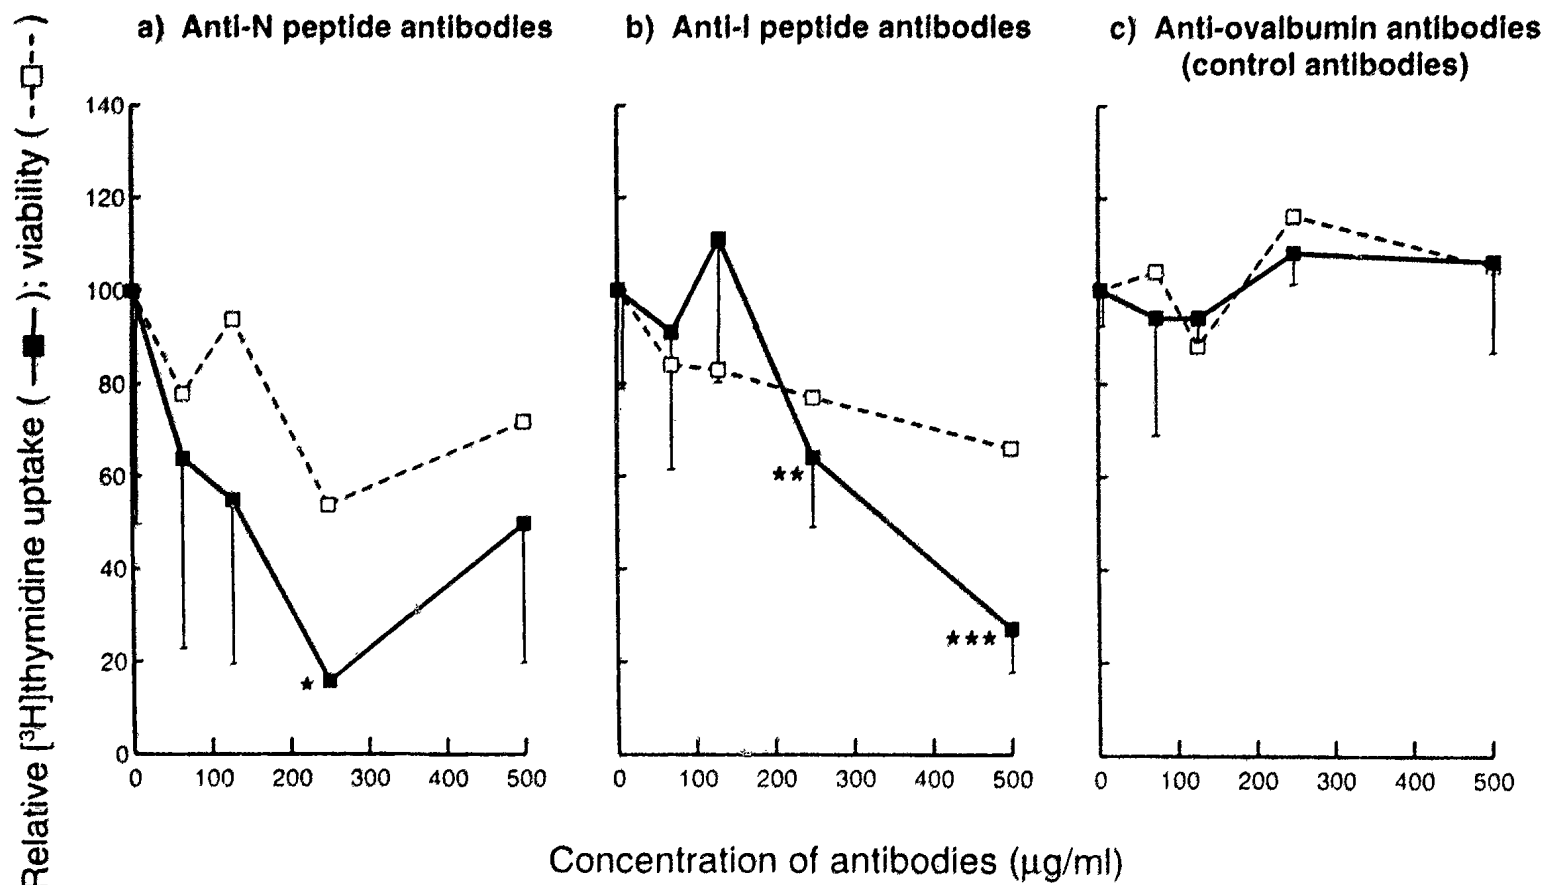 a) Anti-N peptide antibodies
b) Anti-I peptide antibodies
c) Anti-ovalbumin antibodies
(control antibodies)
Relative [³H]thymidine uptake (—■—); viability (--□--)
140
120
100
80
60
40
20
0
0 100 200 300 400 500
0 100 200 300 400 500
0 100 200 300 400 500
★
★★
★★★
Concentration of antibodies (μg/ml)